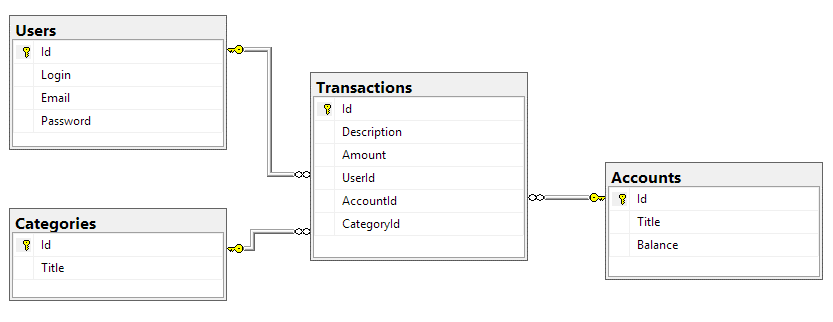 Users
Id
Login
Email
Password
Transactions
Id
Description
Amount
UserId
AccountId
CategoryId
Accounts
Id
Title
Balance
Categories
Id
Title